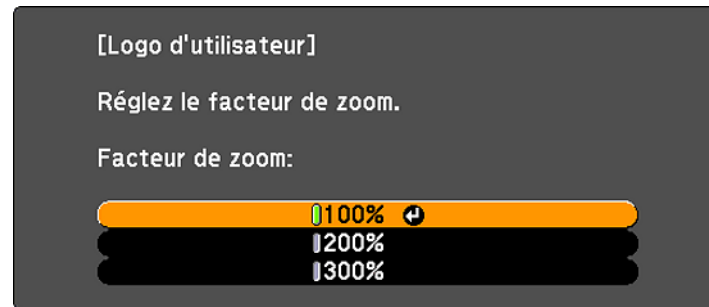 [Logo d'utilisateur]
Réglez le facteur de zoom.
Facteur de zoom:
100%
200%
300%